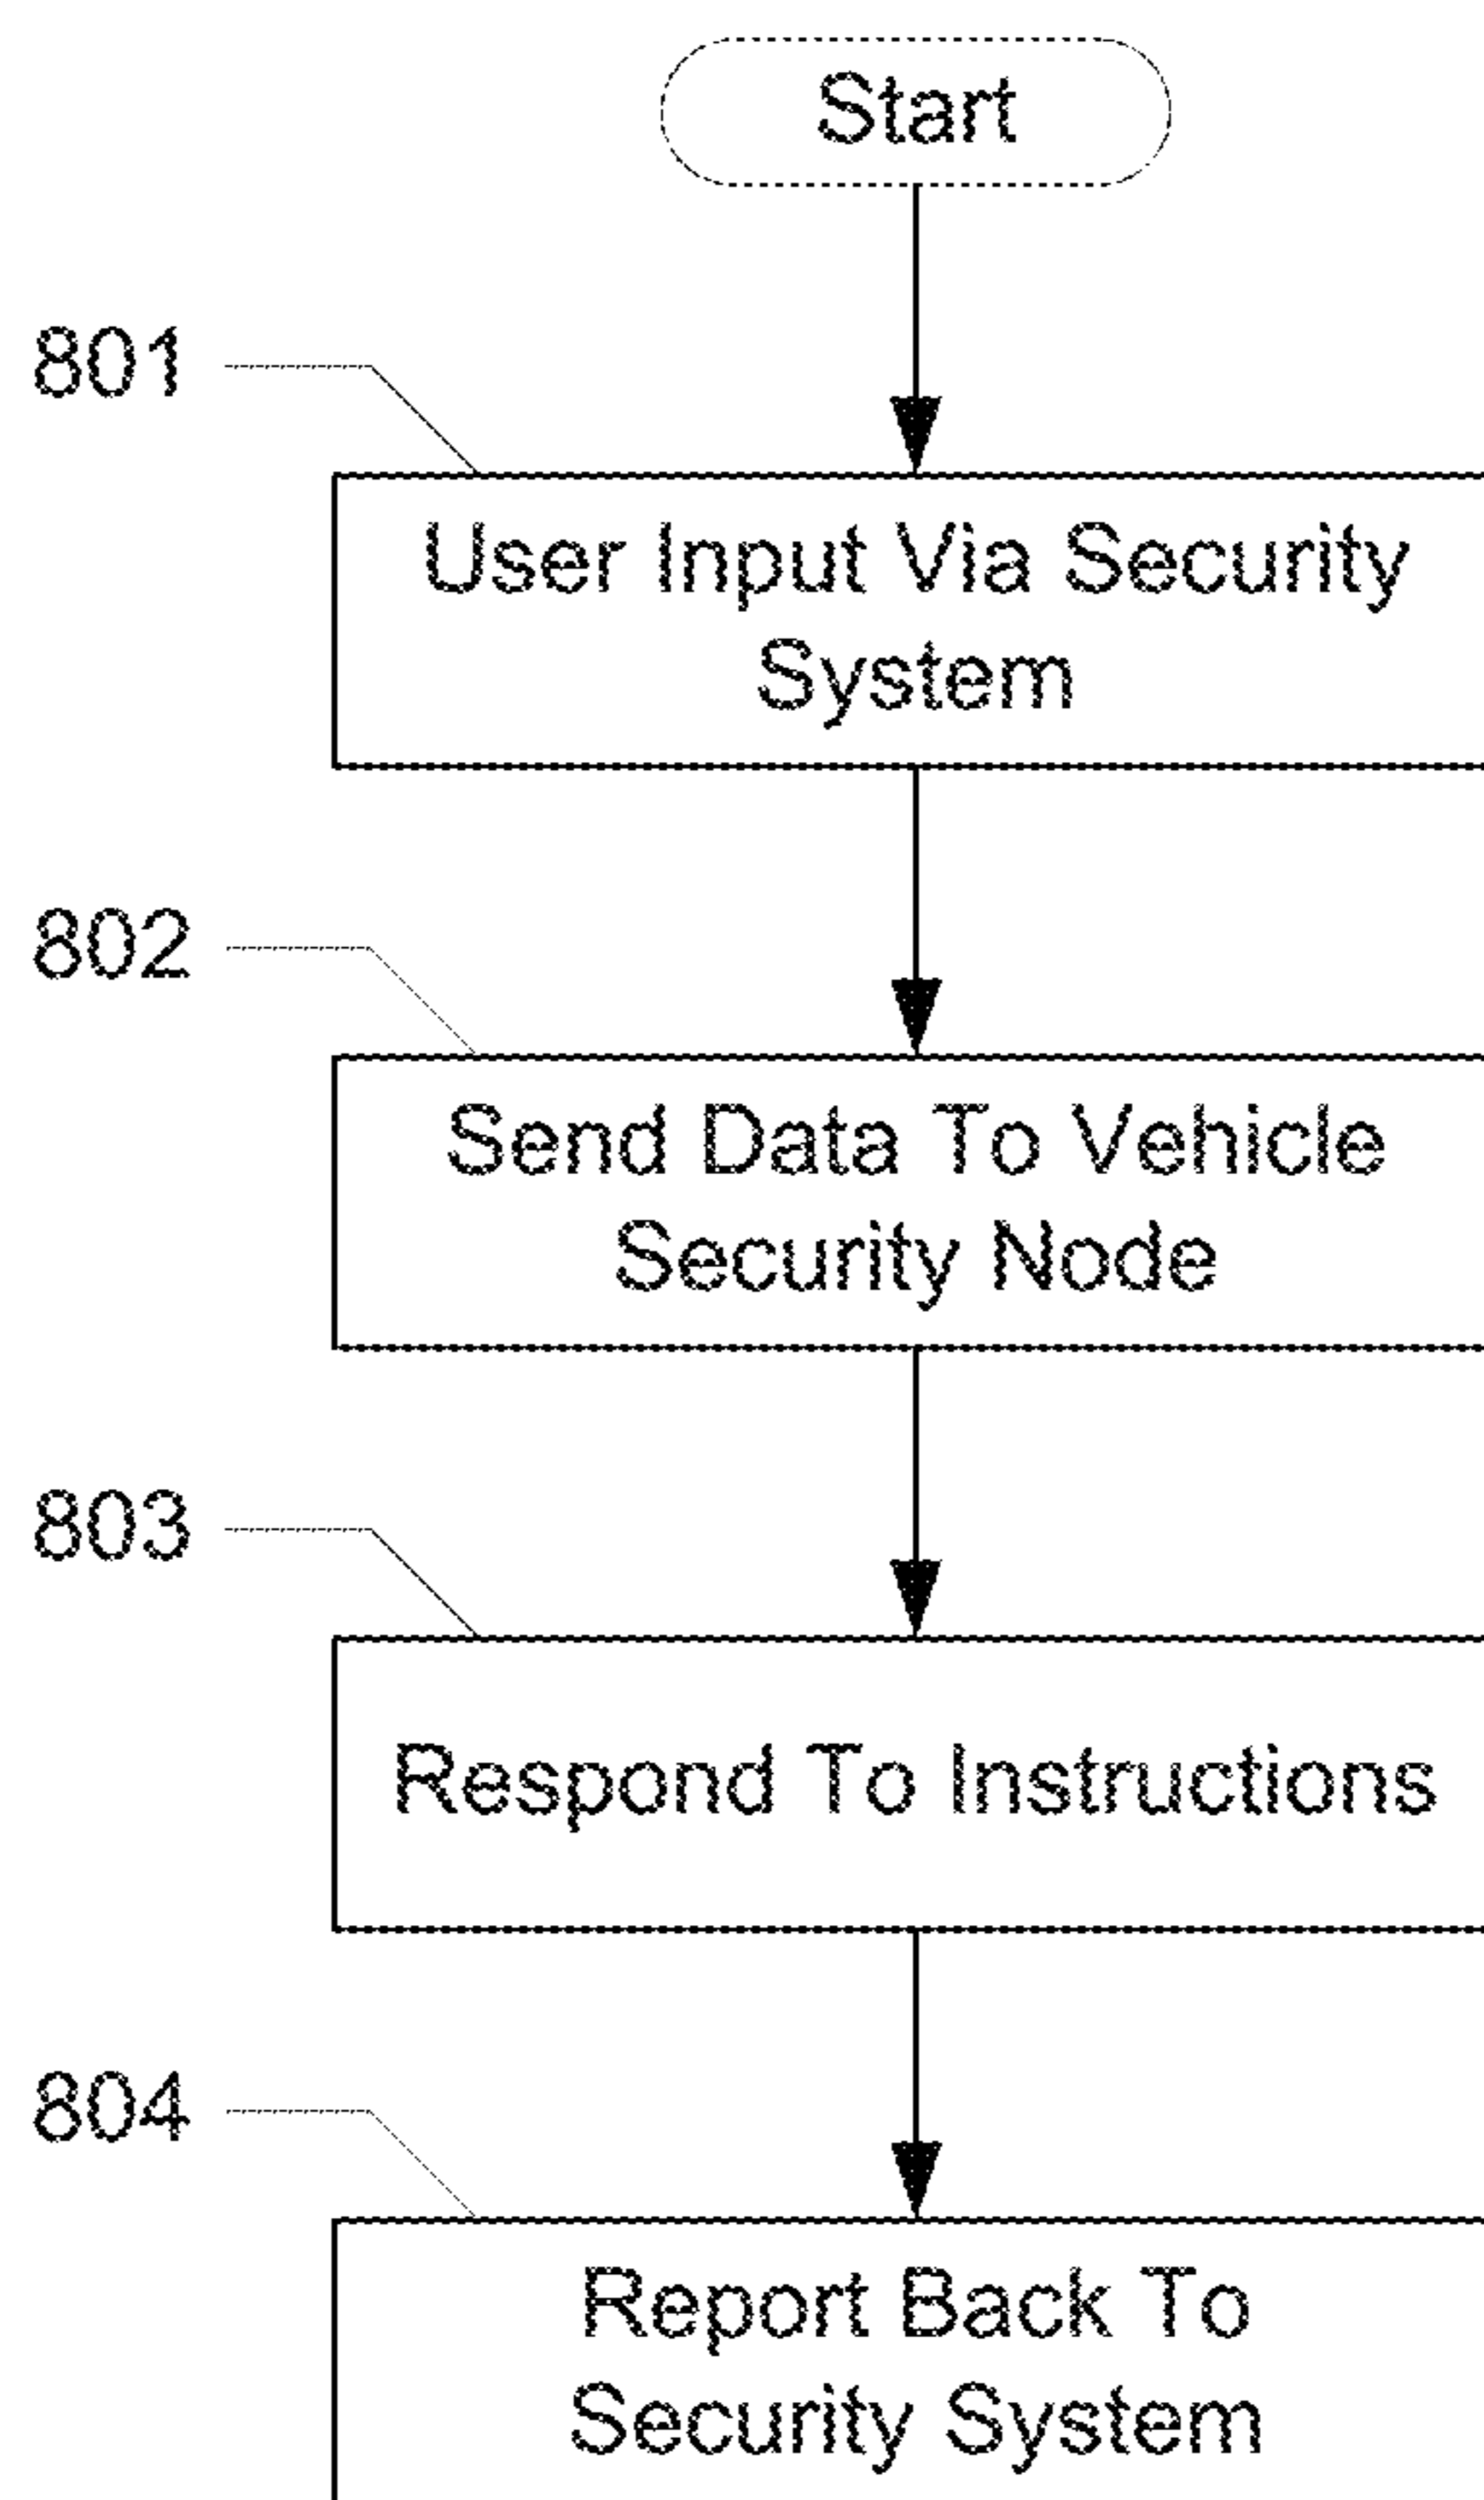 Start
801
User Input Via Security
System
802
Send Data To Vehicle
Security Node
803
Respond To Instructions
804
Report Back To
Security System